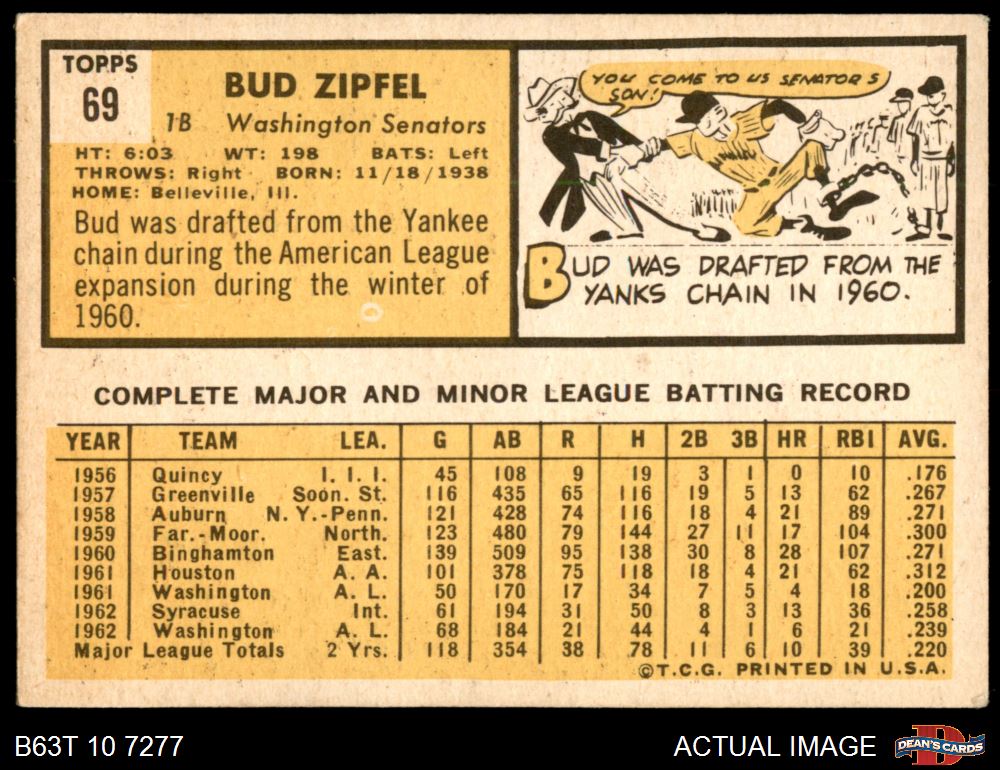 TOPPS
69
BUD ZIPFEL
1B Washington Senators
HT: 6:03 WT: 198 BATS: Left
THROWS: Right BORN: 11/18/1938
HOME: Belleville, Ill.
Bud was drafted from the Yankee
chain during the American League
expansion during the winter of
1960.
YOU COME TO US SENATORS
SON!
BUD WAS DRAFTED FROM THE
YANKS CHAIN IN 1960.
COMPLETE MAJOR AND MINOR LEAGUE BATTING RECORD
YEAR TEAM LEA. G AB R H 2B 3B HR RBI AVG.
1956 Quincy I. I. I. 45 108 9 19 3 1 0 10 .176
1957 Greenville Soon. St. 116 435 65 116 19 5 13 62 .267
1958 Auburn N. Y.-Penn. 121 428 74 116 18 4 21 89 .271
1959 Far.-Moor. North. 123 480 79 144 27 11 17 104 .300
1960 Binghamton East. 139 509 95 138 30 8 28 107 .271
1961 Houston A. A. 101 378 75 118 18 4 21 62 .312
1961 Washington A. L. 50 170 17 34 7 5 4 18 .200
1962 Syracuse Int. 61 194 31 50 8 3 13 36 .258
1962 Washington A. L. 68 184 21 44 4 1 6 21 .239
Major League Totals 2 Yrs. 118 354 38 78 11 6 10 39 .220
©T.C.G. PRINTED IN U.S.A.
B63T 10 7277
ACTUAL IMAGE
DEAN'S CARDS